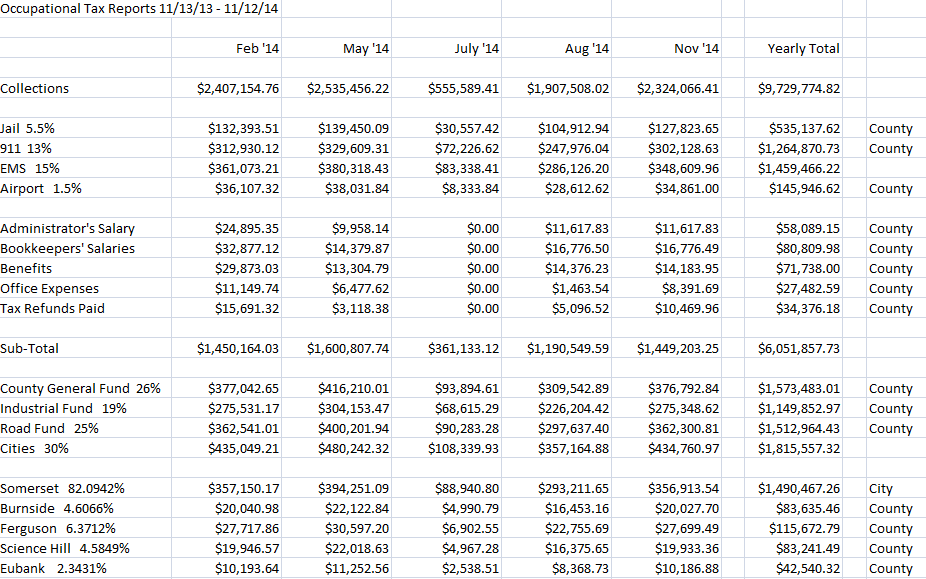 Occupational Tax Reports 11/13/13 - 11/12/14
Feb '14 May '14 July '14 Aug '14 Nov '14 Yearly Total
Collections $2,407,154.76 $2,535,456.22 $555,589.41 $1,907,508.02 $2,324,066.41 $9,729,774.82
Jail 5.5% $132,393.51 $139,450.09 $30,557.42 $104,912.94 $127,823.65 $535,137.62 County
911 13% $312,930.12 $329,609.31 $72,226.62 $247,976.04 $302,128.63 $1,264,870.73 County
EMS 15% $361,073.21 $380,318.43 $83,338.41 $286,126.20 $348,609.96 $1,459,466.22
Airport 1.5% $36,107.32 $38,031.84 $8,333.84 $28,612.62 $34,861.00 $145,946.62 County
Administrator's Salary $24,895.35 $9,958.14 $0.00 $11,617.83 $11,617.83 $58,089.15 County
Bookkeepers' Salaries $32,877.12 $14,379.87 $0.00 $16,776.50 $16,776.49 $80,809.98 County
Benefits $29,873.03 $13,304.79 $0.00 $14,376.23 $14,183.95 $71,738.00 County
Office Expenses $11,149.74 $6,477.62 $0.00 $1,463.54 $8,391.69 $27,482.59 County
Tax Refunds Paid $15,691.32 $3,118.38 $0.00 $5,096.52 $10,469.96 $34,376.18 County
Sub-Total $1,450,164.03 $1,600,807.74 $361,133.12 $1,190,549.59 $1,449,203.25 $6,051,857.73
County General Fund 26% $377,042.65 $416,210.01 $93,894.61 $309,542.89 $376,792.84 $1,573,483.01 County
Industrial Fund 19% $275,531.17 $304,153.47 $68,615.29 $226,204.42 $275,348.62 $1,149,852.97 County
Road Fund 25% $362,541.01 $400,201.94 $90,283.28 $297,637.40 $362,300.81 $1,512,964.43 County
Cities 30% $435,049.21 $480,242.32 $108,339.93 $357,164.88 $434,760.97 $1,815,557.32
Somerset 82.0942% $357,150.17 $394,251.09 $88,940.80 $293,211.65 $356,913.54 $1,490,467.26 City
Burnside 4.6066% $20,040.98 $22,122.84 $4,990.79 $16,453.16 $20,027.70 $83,635.46 County
Ferguson 6.3712% $27,717.86 $30,597.20 $6,902.55 $22,755.69 $27,699.49 $115,672.79 County
Science Hill 4.5849% $19,946.57 $22,018.63 $4,967.28 $16,375.65 $19,933.36 $83,241.49 County
Eubank 2.3431% $10,193.64 $11,252.56 $2,538.51 $8,368.73 $10,186.88 $42,540.32 County